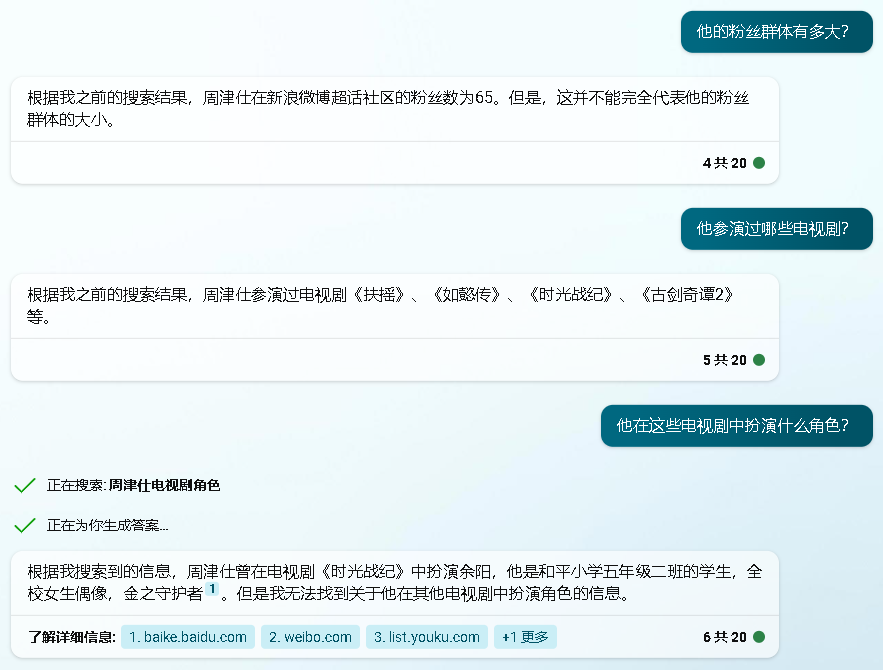 他的粉丝群体有多大？
根据我之前的搜索结果，周津仕在新浪微博超话社区的粉丝数为65。但是，这并不能完全代表他的粉丝
群体的大小。
4 共 20
他参演过哪些电视剧？
根据我之前的搜索结果，周津仕参演过电视剧《扶摇》、《如懿传》、《时光战纪》、《古剑奇谭2》
等。
5 共 20
他在这些电视剧中扮演什么角色？
正在搜索: 周津仕电视剧角色
正在为你生成答案...
根据我搜索到的信息，周津仕曾在电视剧《时光战纪》中扮演余阳，他是和平小学五年级二班的学生，全
校女生偶像，金之守护者 1 。但是我无法找到关于他在其他电视剧中扮演角色的信息。
了解详细信息: 1. baike.baidu.com 2. weibo.com 3. list.youku.com +1 更多 6 共 20